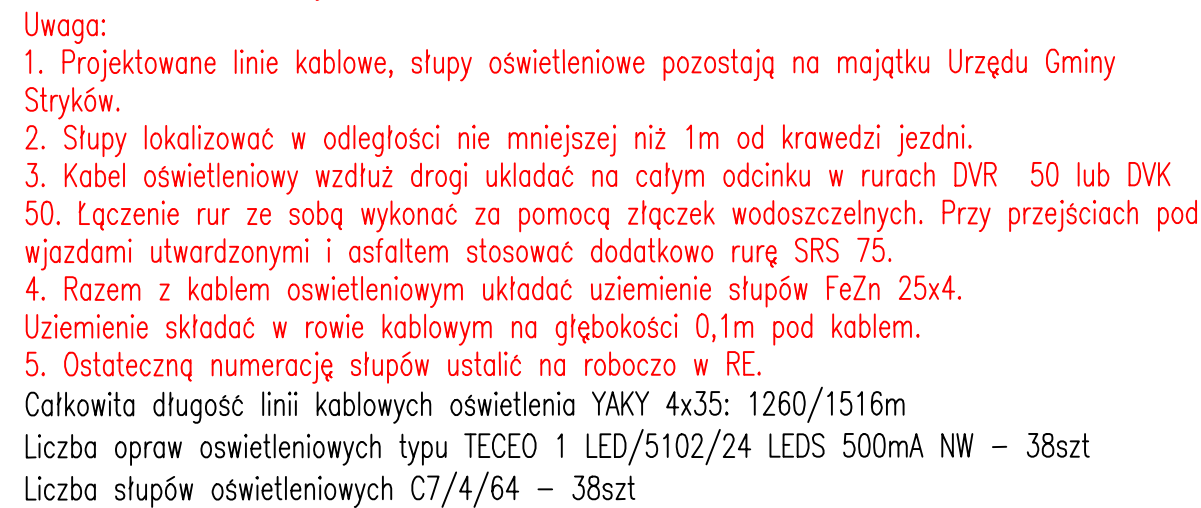 Uwaga:
1. Projektowane linie kablowe, słupy oświetleniowe pozostają na majątku Urzędu Gminy
Stryków.
2. Słupy lokalizować w odległości nie mniejszej niż 1m od krawedzi jezdni.
3. Kabel oświetleniowy wzdłuż drogi ukladać na całym odcinku w rurach DVR 50 lub DVK
50. Łączenie rur ze sobą wykonać za pomocą złączek wodoszczelnych. Przy przejściach pod
wjazdami utwardzonymi i asfaltem stosować dodatkowo rurę SRS 75.
4. Razem z kablem oswietleniowym układać uziemienie słupów FeZn 25x4.
Uziemienie składać w rowie kablowym na głębokości 0,1m pod kablem.
5. Ostateczną numerację słupów ustalić na roboczo w RE.
Całkowita długość linii kablowych oświetlenia YAKY 4x35: 1260/1516m
Liczba opraw oswietleniowych typu TECEO 1 LED/5102/24 LEDS 500mA NW – 38szt
Liczba słupów oświetleniowych C7/4/64 – 38szt